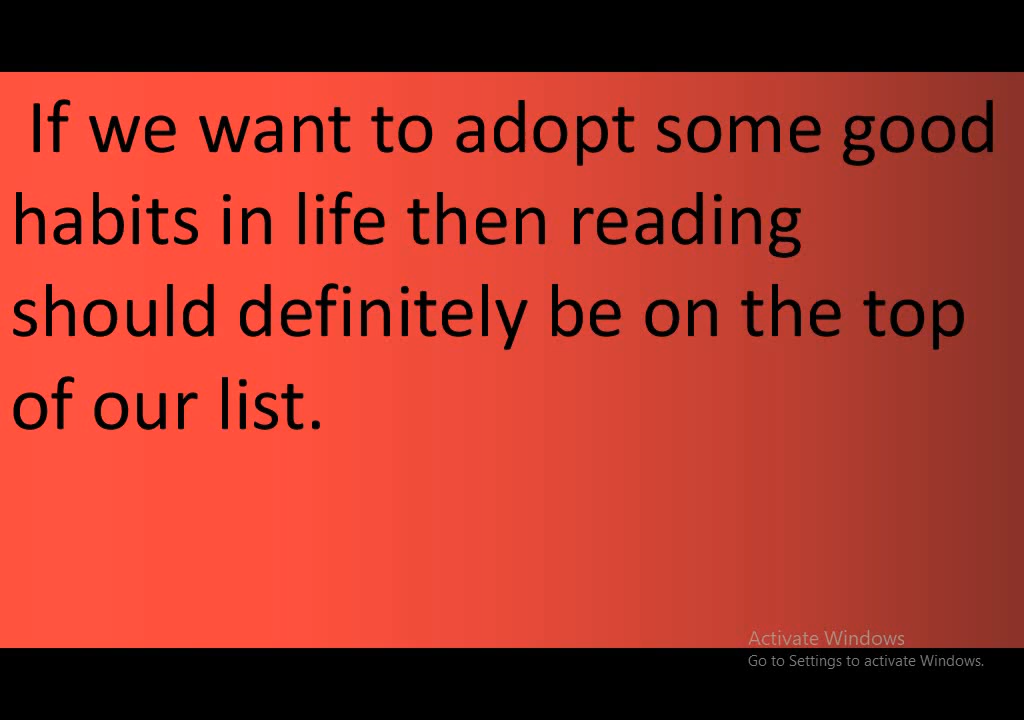 If we want to adopt some good
habits in life then reading
should definitely be on the top
of our list.
Activate Windows
Go to Settings to activate Windows.